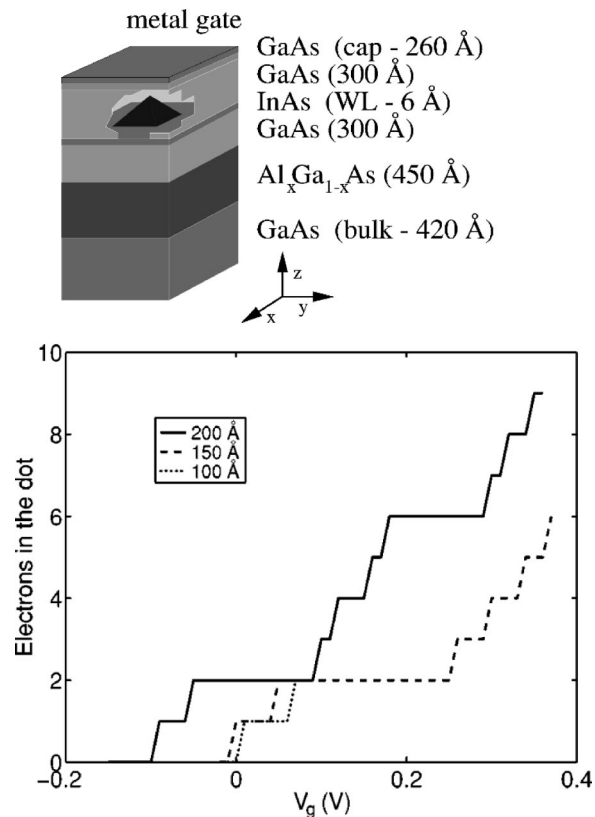 metal gate
GaAs (cap - 260 Å)
GaAs (300 Å)
InAs (WL - 6 Å)
GaAs (300 Å)
AlxGa1-xAs (450 Å)
GaAs (bulk - 420 Å)
z
x
y
10
8
6
4
2
0
Electrons in the dot
200 Å
150 Å
100 Å
−0.2
0
0.2
0.4
Vg (V)